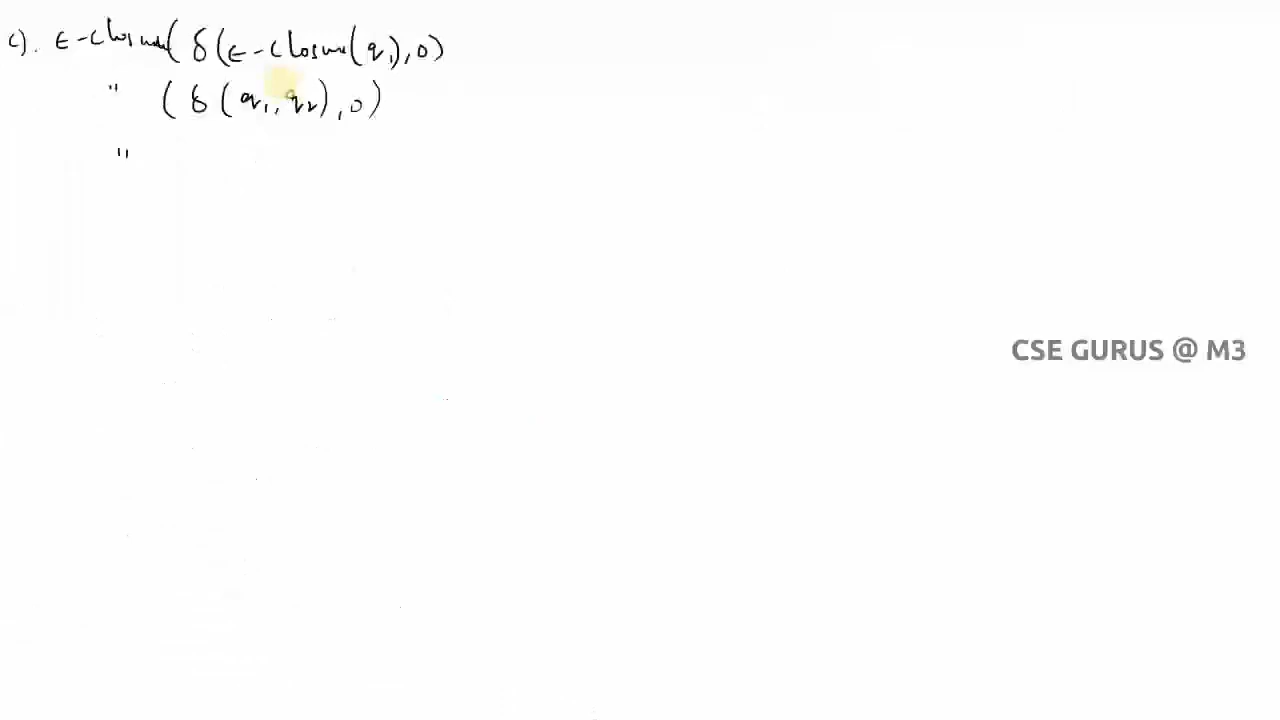 c). ε-closure( δ(ε-closure(q₁),0)
" (δ(q₁,q₂),0)
"
CSE GURUS @ M3